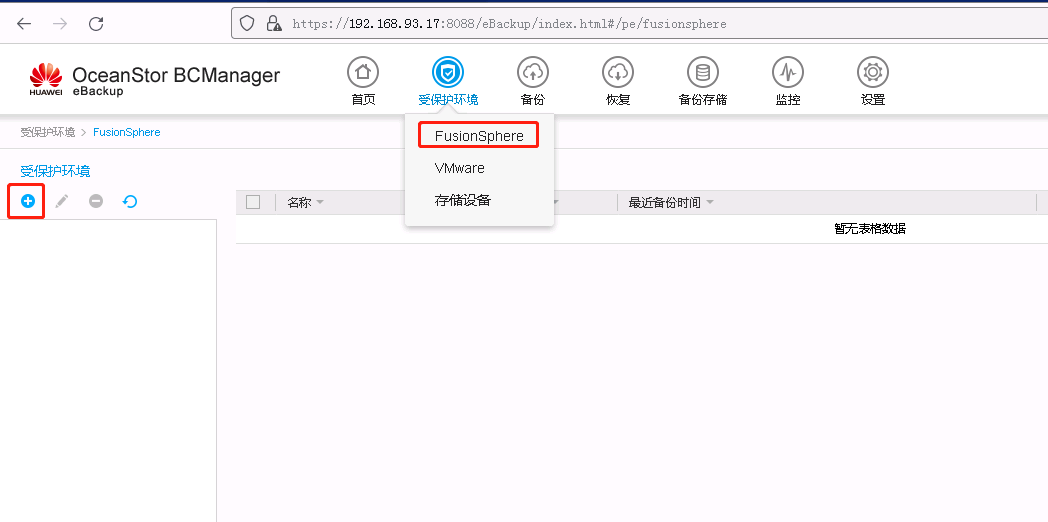 https://192.168.93.17:8088/eBackup/index.html#/pe/fusionsphere
HUAWEI
OceanStor BCManager
eBackup
首页
受保护环境
备份
恢复
备份存储
监控
设置
受保护环境 > FusionSphere
FusionSphere
VMware
存储设备
受保护环境
名称
最近备份时间
暂无表格数据